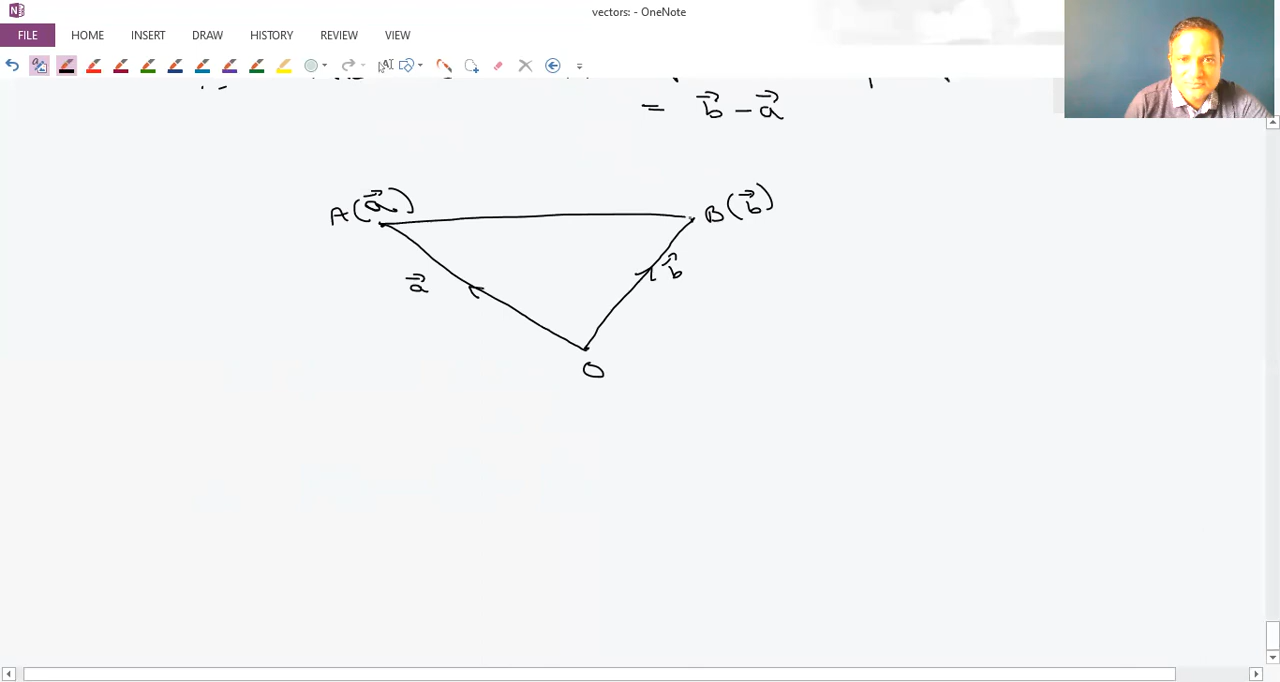 vectors: - OneNote
FILE HOME INSERT DRAW HISTORY REVIEW VIEW
= b⃗ – a⃗
A(a⃗) B(b⃗)
a⃗ b⃗
O